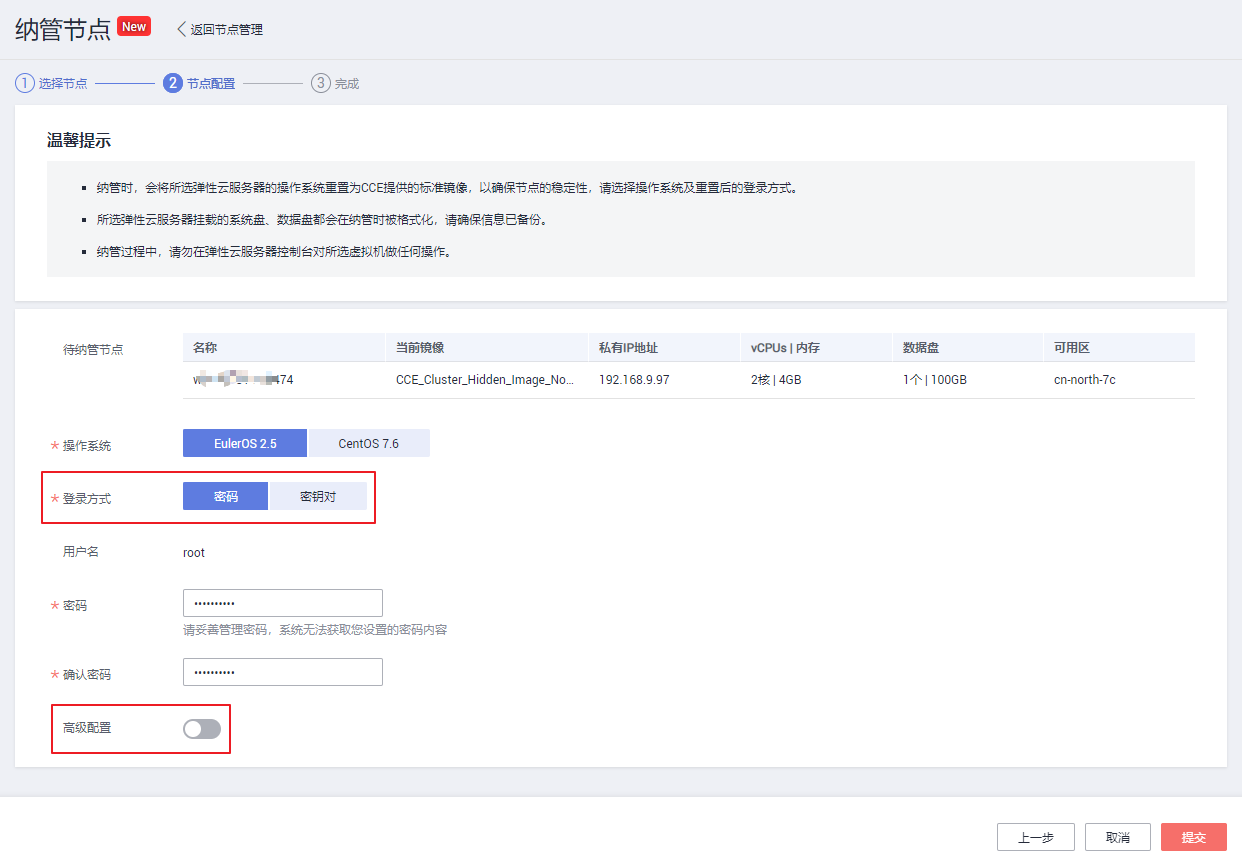 纳管节点 New 返回节点管理
1 选择节点 2 节点配置 3 完成
温馨提示
纳管时，会将所选弹性云服务器的操作系统重置为CCE提供的标准镜像，以确保节点的稳定性，请选择操作系统及重置后的登录方式。
所选弹性云服务器挂载的系统盘、数据盘都会在纳管时被格式化，请确保信息已备份。
纳管过程中，请勿在弹性云服务器控制台对所选虚拟机做任何操作。
待纳管节点 名称 当前镜像 私有IP地址 vCPUs | 内存 数据盘 可用区
474 CCE_Cluster_Hidden_Image_No... 192.168.9.97 2核 | 4GB 1个 | 100GB cn-north-7c
* 操作系统 EulerOS 2.5 CentOS 7.6
* 登录方式 密码 密钥对
用户名 root
* 密码 ••••••••••
请妥善管理密码，系统无法获取您设置的密码内容
* 确认密码 ••••••••••
高级配置
上一步 取消 提交